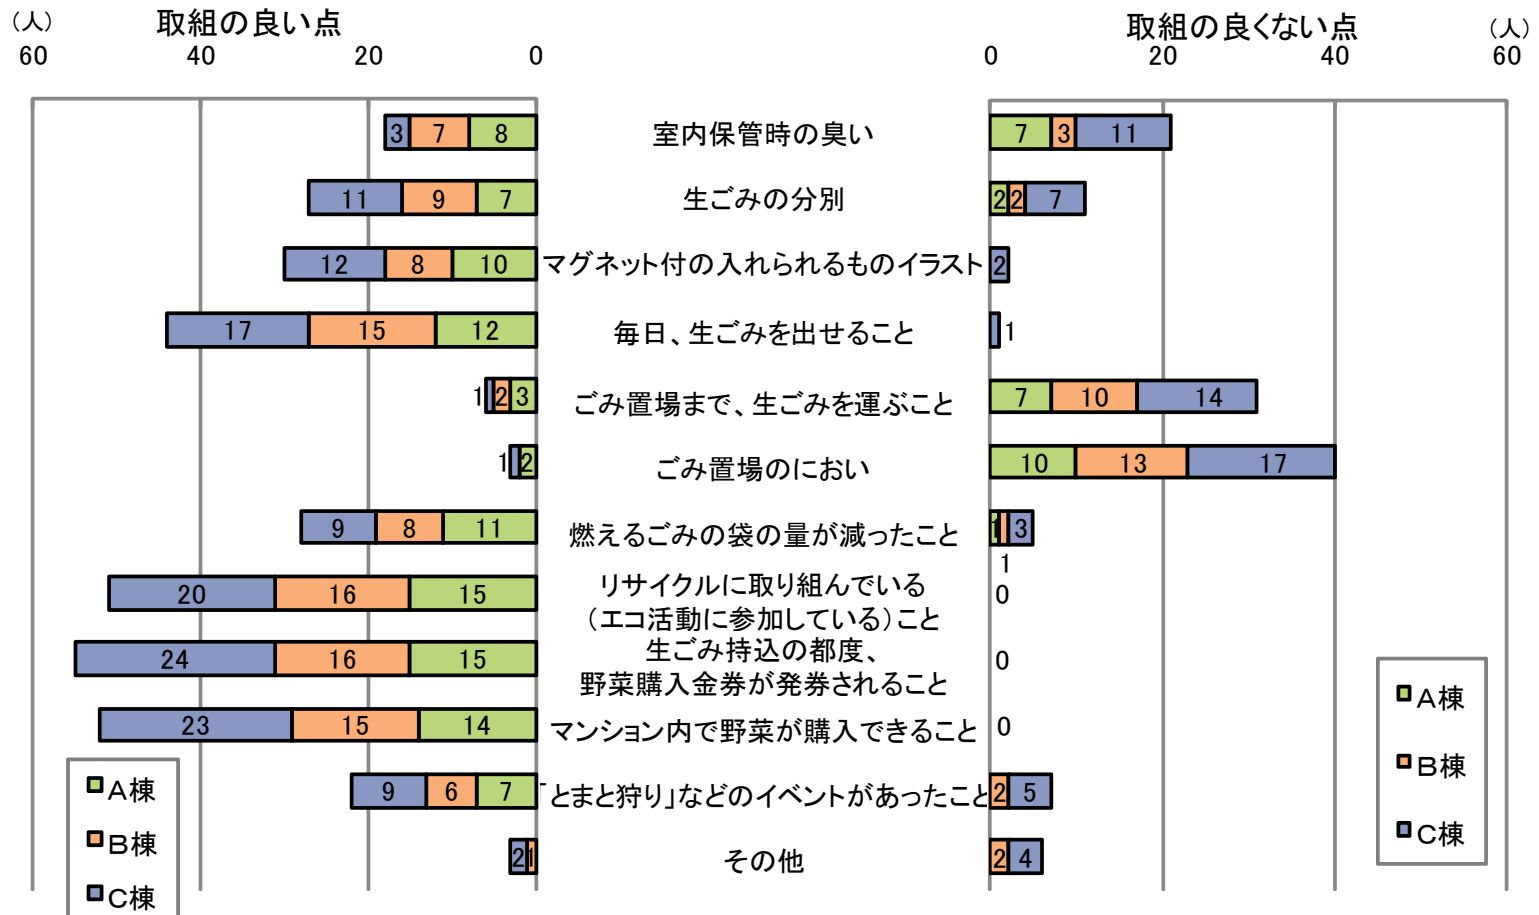 取組の良い点
取組の良くない点
(人)
(人)
60 40 20 0
0 20 40 60
3 7 8 室内保管時の臭い 7 3 11
11 9 7 生ごみの分別 2 2 7
12 8 10 マグネット付の入れられるものイラスト 2
17 15 12 毎日、生ごみを出せること 1
1 2 3 ごみ置場まで、生ごみを運ぶこと 7 10 14
1 2 ごみ置場のにおい 10 13 17
9 8 11 燃えるごみの袋の量が減ったこと 1 1 3
20 16 15 リサイクルに取り組んでいる 0
(エコ活動に参加している)こと
24 16 15 生ごみ持込の都度、 0
野菜購入金券が発券されること
23 15 14 マンション内で野菜が購入できること 0
9 6 7 「とまと狩り」などのイベントがあったこと 2 5
2 1 その他 2 4
A棟
B棟
C棟
A棟
B棟
C棟